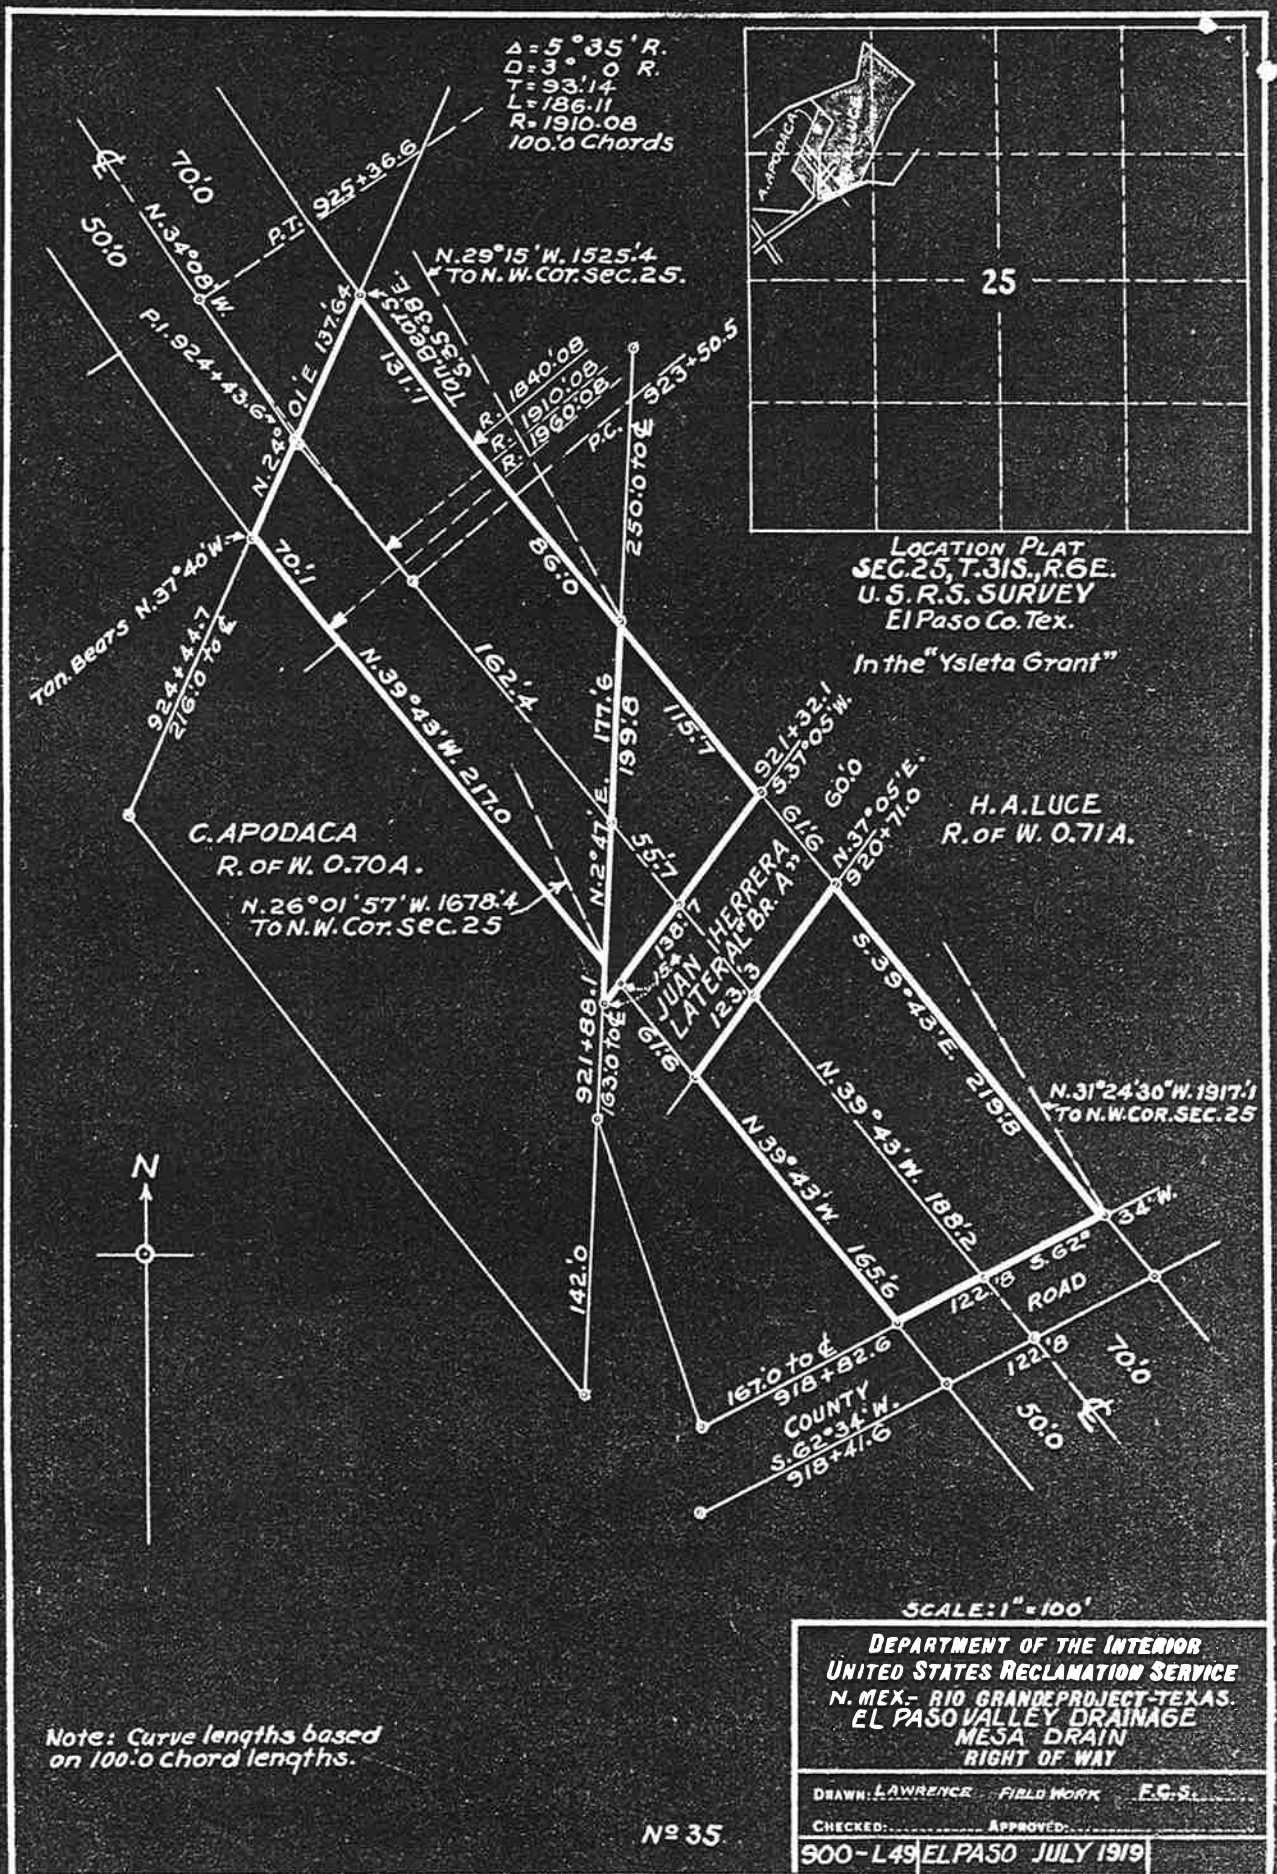 Δ=5°35'R.
D=3° 0 R.
T=93.'14
L=186.11
R=1910.08
100.'0 Chords
A. APODACA
LUCE
25
LOCATION PLAT
SEC.25, T.31S., R.6E.
U.S.R.S. SURVEY
El Paso Co. Tex.
In the "Ysleta Grant"
℄
70.'0
50.'0
N.34°08'W.
P.T. 925+36.6
P.I. 924+43.6
N.29°15'W. 1525.'4
TO N.W. Cor. Sec. 25.
N.24°01'E 137.'64
Tan. Bears
S.35°38'E.
131.'1
R. 1840.'08
R. 1910.'08
R. 1960.'08
P.C. 923+50.5
250.'0 to ℄
86.'0
70.'1
Tan. Bears N.37°40'W.
924+44.7
216.'0 to ℄
N.39°43'W. 217.0
162.'4
N.2°47'E. 177.'6
199.'8
115.'7
55.'7
921+32.1
S.37°05'W.
60.'0
61.'6
N.37°05'E.
920+71.0
H.A. LUCE
R. OF W. 0.71 A.
C. APODACA
R. OF W. 0.70 A.
N.26°01'57"W. 1678.'4
TO N.W. Cor. Sec. 25
138.'7
15.4
JUAN HERRERA
LATERAL "BR. A"
123.'3
61.'6
921+88.1
163.0 to ℄
S.39°43'E. 219.'8
N.31°24'30"W. 1917.'1
TO N.W. COR. SEC. 25
N.39°43'W. 188.'2
N.39°43'W 165.'6
N
142.'0
122.'8 S.62°34'W.
ROAD
167.'0 to ℄
918+82.6
COUNTY
S.62°34'W.
918+41.6
122.'8
70.'0
50.'0
℄
SCALE: 1"=100'
DEPARTMENT OF THE INTERIOR
UNITED STATES RECLAMATION SERVICE
N. MEX.- RIO GRANDE PROJECT-TEXAS.
EL PASO VALLEY DRAINAGE
MESA DRAIN
RIGHT OF WAY
DRAWN: LAWRENCE FIELD WORK F.C.S.
CHECKED: APPROVED:
900-L49 EL PASO JULY 1919
Note: Curve lengths based
on 100.'0 Chord lengths.
Nº 35